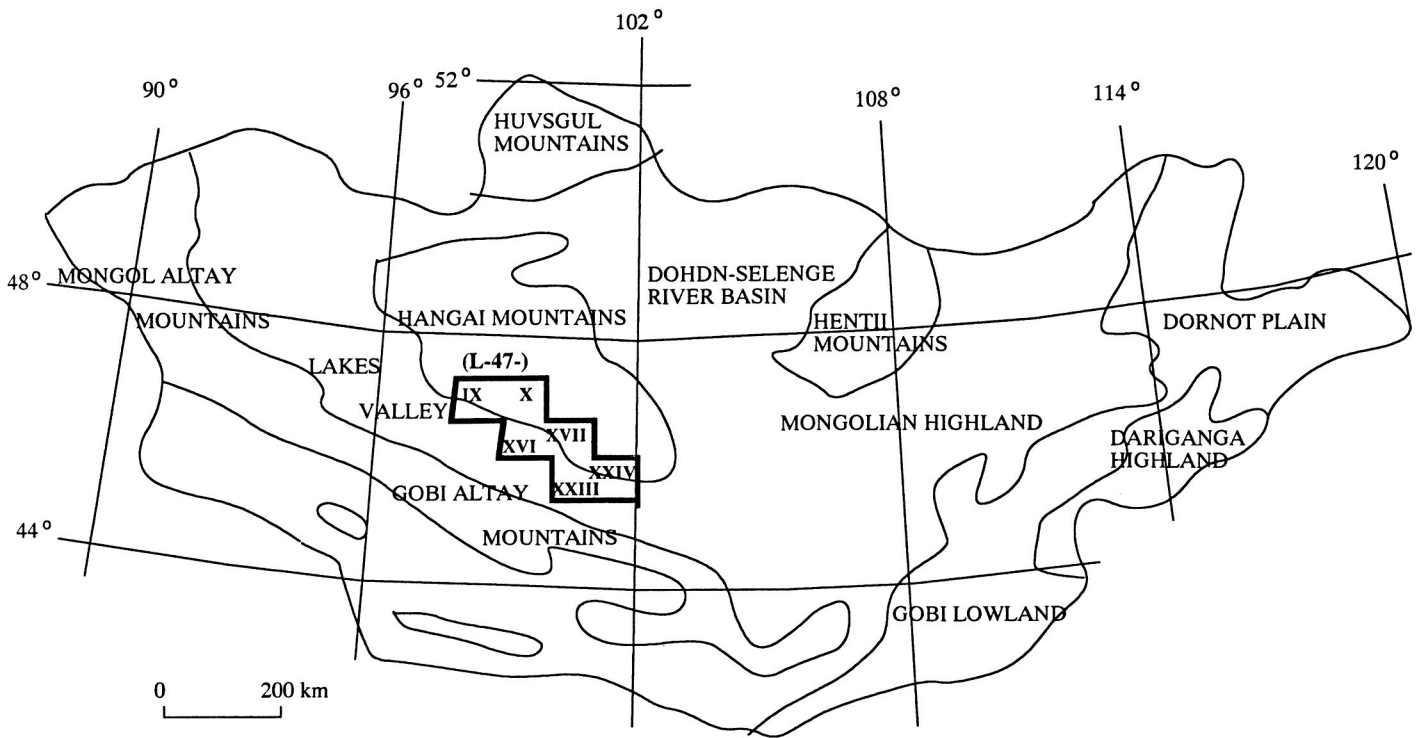 102°
52°
96°
90°
108°
114°
120°
HUVSGUL
MOUNTAINS
48°
MONGOL ALTAY
MOUNTAINS
DOHDN-SELENGE
RIVER BASIN
HANGAI MOUNTAINS
HENTII
MOUNTAINS
DORNOT PLAIN
LAKES
VALLEY
(L-47-)
IX
X
XVI
XVII
XXIII
XXIV
MONGOLIAN HIGHLAND
DARIGANGA
HIGHLAND
GOBI ALTAY
MOUNTAINS
44°
GOBI LOWLAND
0 200 km